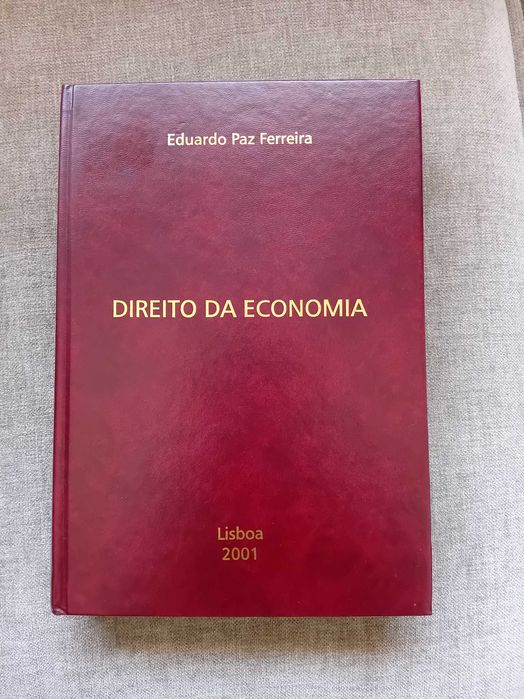 Eduardo Paz Ferreira
DIREITO DA ECONOMIA
Lisboa
2001